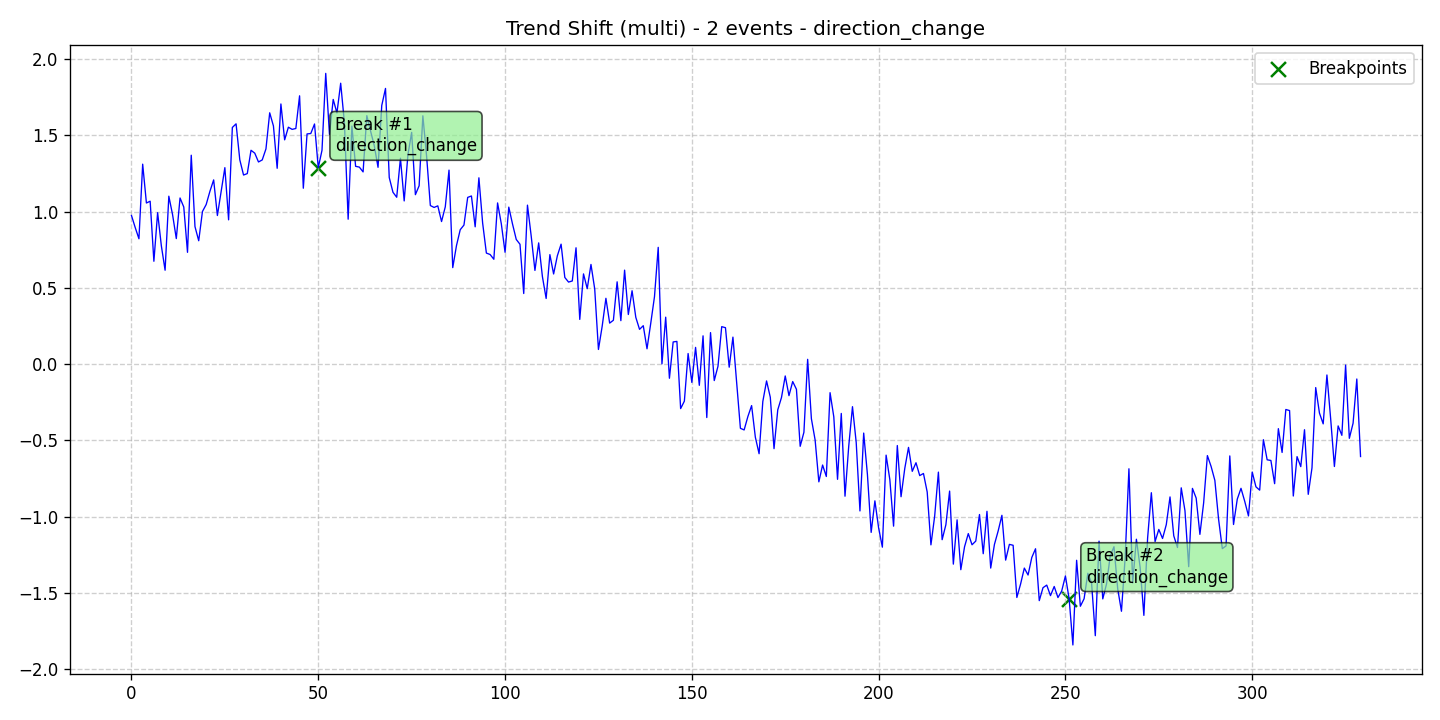 Trend Shift (multi) - 2 events - direction_change
2.0
1.5
1.0
0.5
0.0
−0.5
−1.0
−1.5
−2.0
Breakpoints
Break #1
direction_change
Break #2
direction_change
0 50 100 150 200 250 300